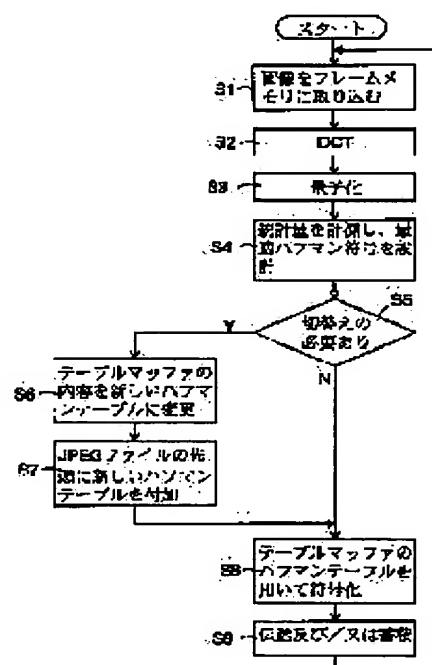 スタート
S1
画像をフレームメ
モリに取り込む
S2
DCT
S3
量子化
S4
統計量を計測し、最
適ハフマン符号を設
計
S5
切替えの
必要あり
Y
N
S6
テーブルマッファの
内容を新しいハフマ
ンテーブルに変更
S7
JPEGファイルの先
頭に新しいハフマン
テーブルを付加
S8
テーブルマッファの
ハフマンテーブルを
用いて符号化
S9
伝送及び/又は蓄積